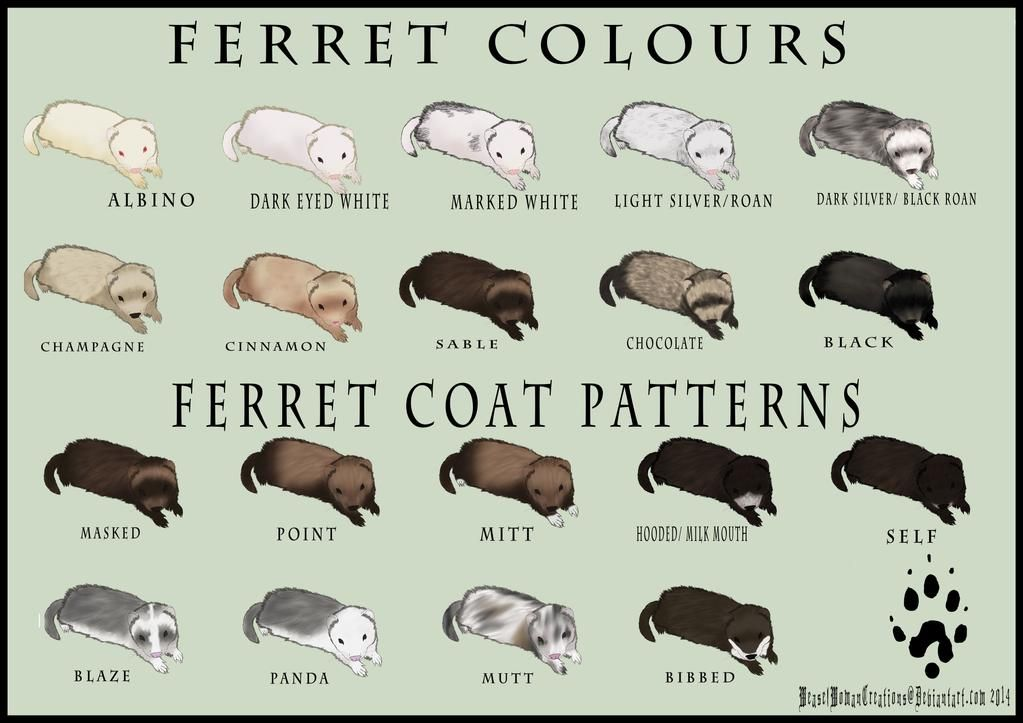 FERRET COLOURS
ALBINO
DARK EYED WHITE
MARKED WHITE
LIGHT SILVER/ROAN
DARK SILVER/ BLACK ROAN
CHAMPAGNE
CINNAMON
SABLE
CHOCOLATE
BLACK
FERRET COAT PATTERNS
MASKED
POINT
MITT
HOODED/ MILK MOUTH
SELF
BLAZE
PANDA
MUTT
BIBBED
WeaselWomanCreations@Deviantart.com 2014